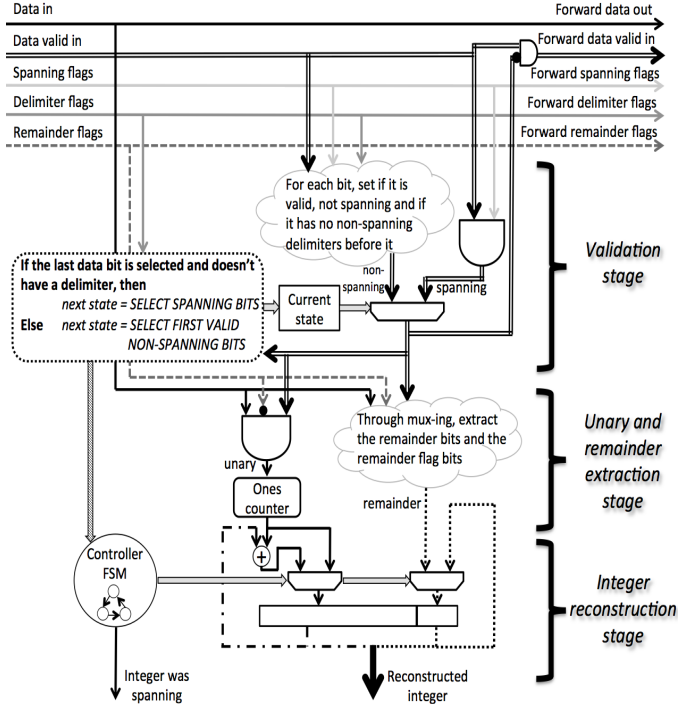 Data in
Forward data out
Data valid in
Forward data valid in
Spanning flags
Forward spanning flags
Delimiter flags
Forward delimiter flags
Remainder flags
Forward remainder flags
For each bit, set if it is
valid, not spanning and if
it has no non-spanning
delimiters before it
non-
spanning
spanning
Validation
stage
If the last data bit is selected and doesn't
have a delimiter, then
next state = SELECT SPANNING BITS
Else next state = SELECT FIRST VALID
NON-SPANNING BITS
Current
state
Through mux-ing, extract
the remainder bits and the
remainder flag bits
Unary and
remainder
extraction
stage
unary
Ones
counter
remainder
+
Controller
FSM
Integer
reconstruction
stage
Integer was
spanning
Reconstructed
integer